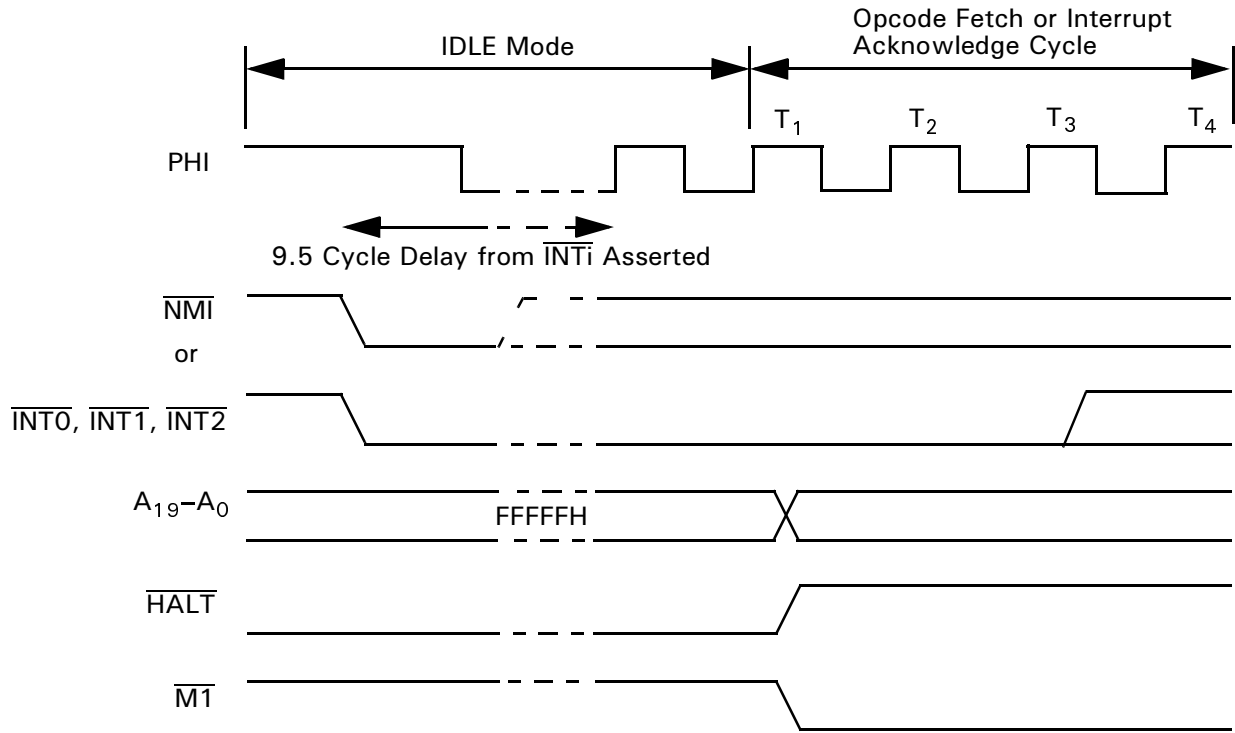 IDLE Mode
Opcode Fetch or Interrupt
Acknowledge Cycle
T1
T2
T3
T4
PHI
9.5 Cycle Delay from INTi Asserted
NMI
or
INT0, INT1, INT2
A19–A0
FFFFFH
HALT
M1